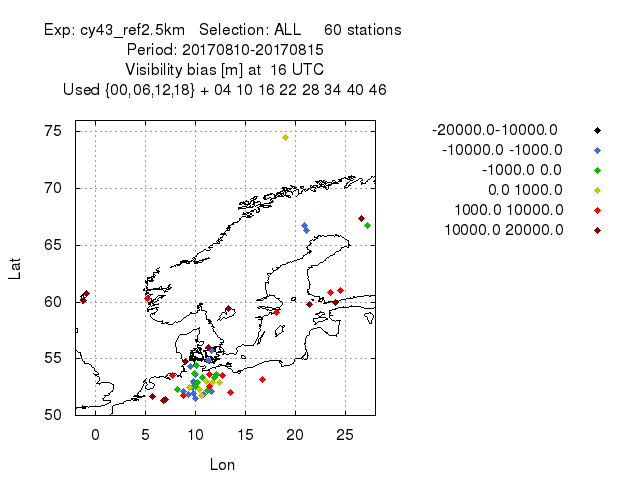 Exp: cy43_ref2.5km   Selection: ALL     60 stations
Period: 20170810-20170815
Visibility bias [m] at  16 UTC
Used {00,06,12,18} + 04 10 16 22 28 34 40 46
-20000.0-10000.0
-10000.0 -1000.0
-1000.0 0.0
0.0 1000.0
1000.0 10000.0
10000.0 20000.0
75
70
65
60
55
50
Lat
0 5 10 15 20 25
Lon